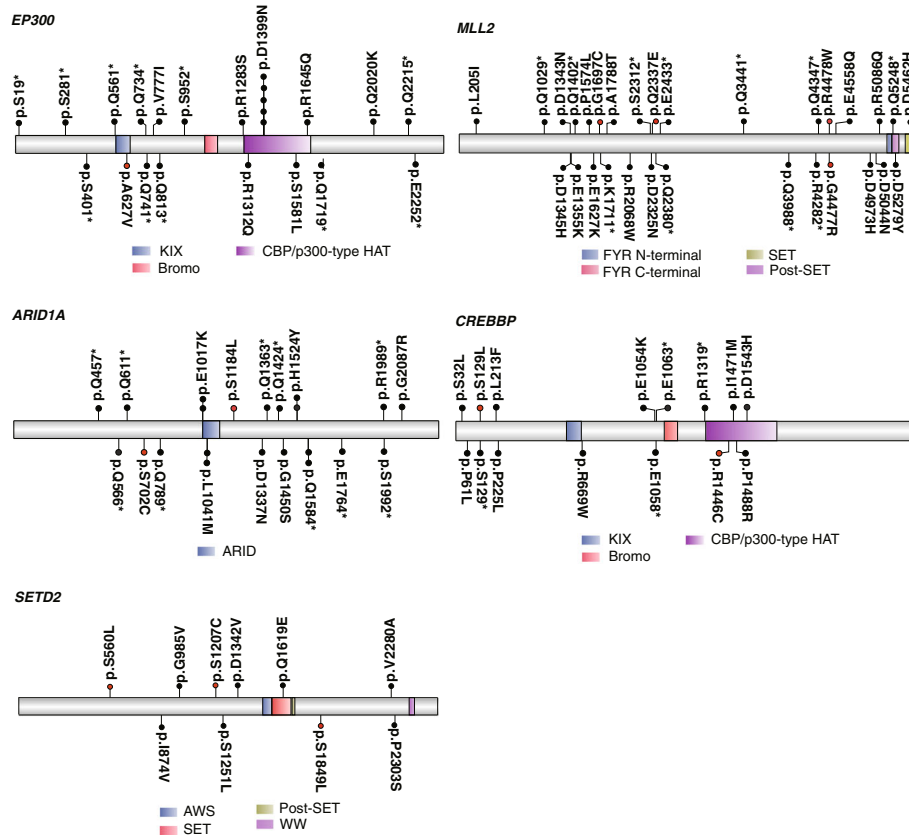 EP300
p.S19*
p.S281*
p.Q561*
p.Q734*
p.V777I
p.S952*
p.R1283S
p.D1399N
p.R1645Q
p.Q2020K
p.Q2215*
p.S401*
p.A627V
p.Q741*
p.Q813*
p.R1312Q
p.S1581L
p.Q1719*
p.E2252*
KIX
Bromo
CBP/p300-type HAT
MLL2
p.L205I
p.Q1029*
p.D1343N
p.Q1402*
p.P1574L
p.G1697C
p.A1788T
p.S2312*
p.Q2337E
p.E2433*
p.Q3441*
p.Q4347*
p.R4478W
p.E4558Q
p.R5086Q
p.Q5248*
p.D5462H
p.D1345H
p.E1355K
p.E1627K
p.K1711*
p.R2068W
p.D2325N
p.Q2380*
p.Q3988*
p.R4282*
p.G4477R
p.D4973H
p.D5044N
p.D5279Y
FYR N-terminal
FYR C-terminal
SET
Post-SET
ARID1A
p.Q457*
p.Q611*
p.E1017K
p.S1184L
p.Q1363*
p.Q1424*
p.H1524Y
p.R1989*
p.G2087R
p.Q566*
p.S702C
p.Q789*
p.L1041M
p.D1337N
p.G1450S
p.Q1584*
p.E1764*
p.S1992*
ARID
CREBBP
p.S32L
p.S129L
p.L213F
p.E1054K
p.E1063*
p.R1319*
p.I1471M
p.D1543H
p.P61L
p.S129*
p.P225L
p.R669W
p.E1058*
p.R1446C
p.P1488R
KIX
Bromo
CBP/p300-type HAT
SETD2
p.S560L
p.G985V
p.S1207C
p.D1342V
p.Q1619E
p.V2280A
p.I874V
p.S1251L
p.S1849L
p.P2303S
AWS
SET
Post-SET
WW